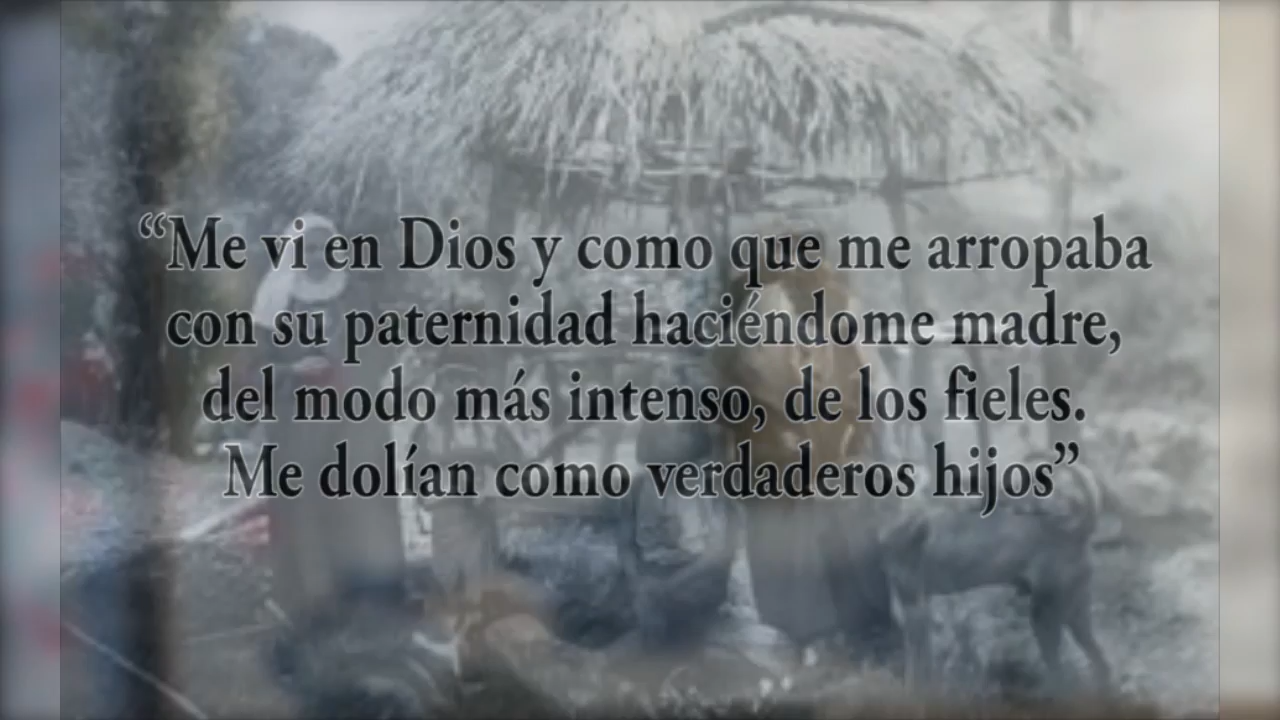 “Me vi en Dios y como que me arropaba
con su paternidad haciéndome madre,
del modo más intenso, de los fieles.
Me dolían como verdaderos hijos”